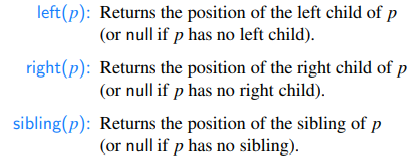 left(p): Returns the position of the left child of p
(or null if p has no left child).
right(p): Returns the position of the right child of p
(or null if p has no right child).
sibling(p): Returns the position of the sibling of p
(or null if p has no sibling).